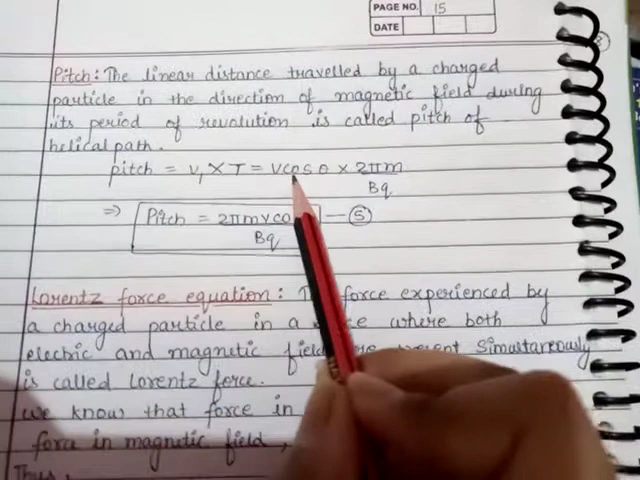 PAGE NO. 15
DATE
Pitch: The linear distance travelled by a charged
particle in the direction of magnetic field during
its period of revolution is called pitch of
helical path.
pitch = v₁ × T = vcosθ × 2πm
Bq
⇒ Pitch = 2πmvco — ⑤
Bq
Lorentz force equation: force experienced by
a charged particle in a where both
electric and magnetic present simultaneously
is called Lorentz force.
We know that force in
force in magnetic field,
Thus,